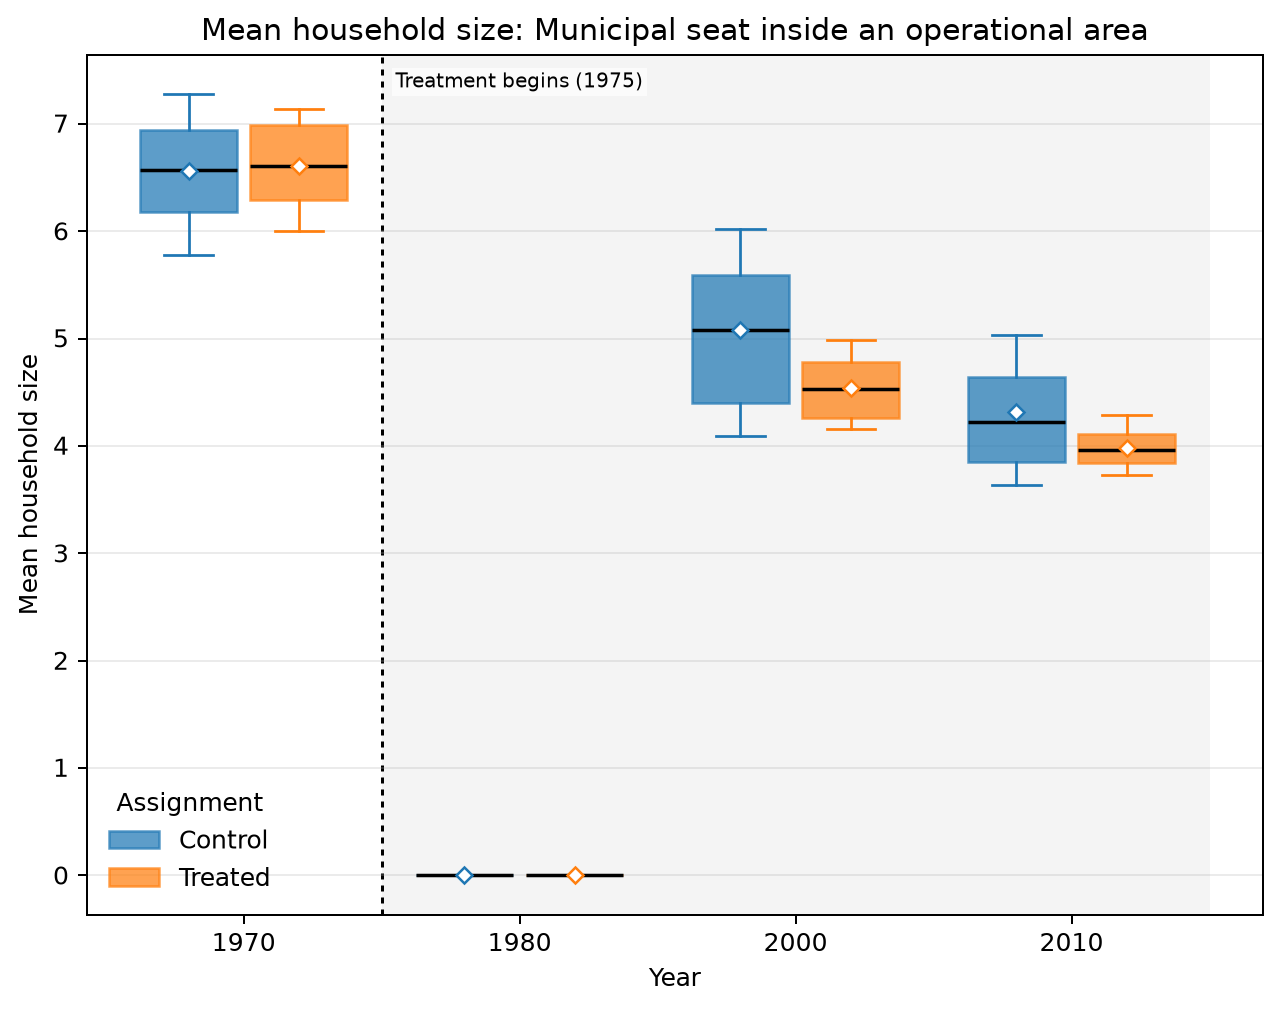 Mean household size: Municipal seat inside an operational area
Treatment begins (1975)
Mean household size
7
6
5
4
3
2
1
0
Assignment
Control
Treated
1970
1980
2000
2010
Year